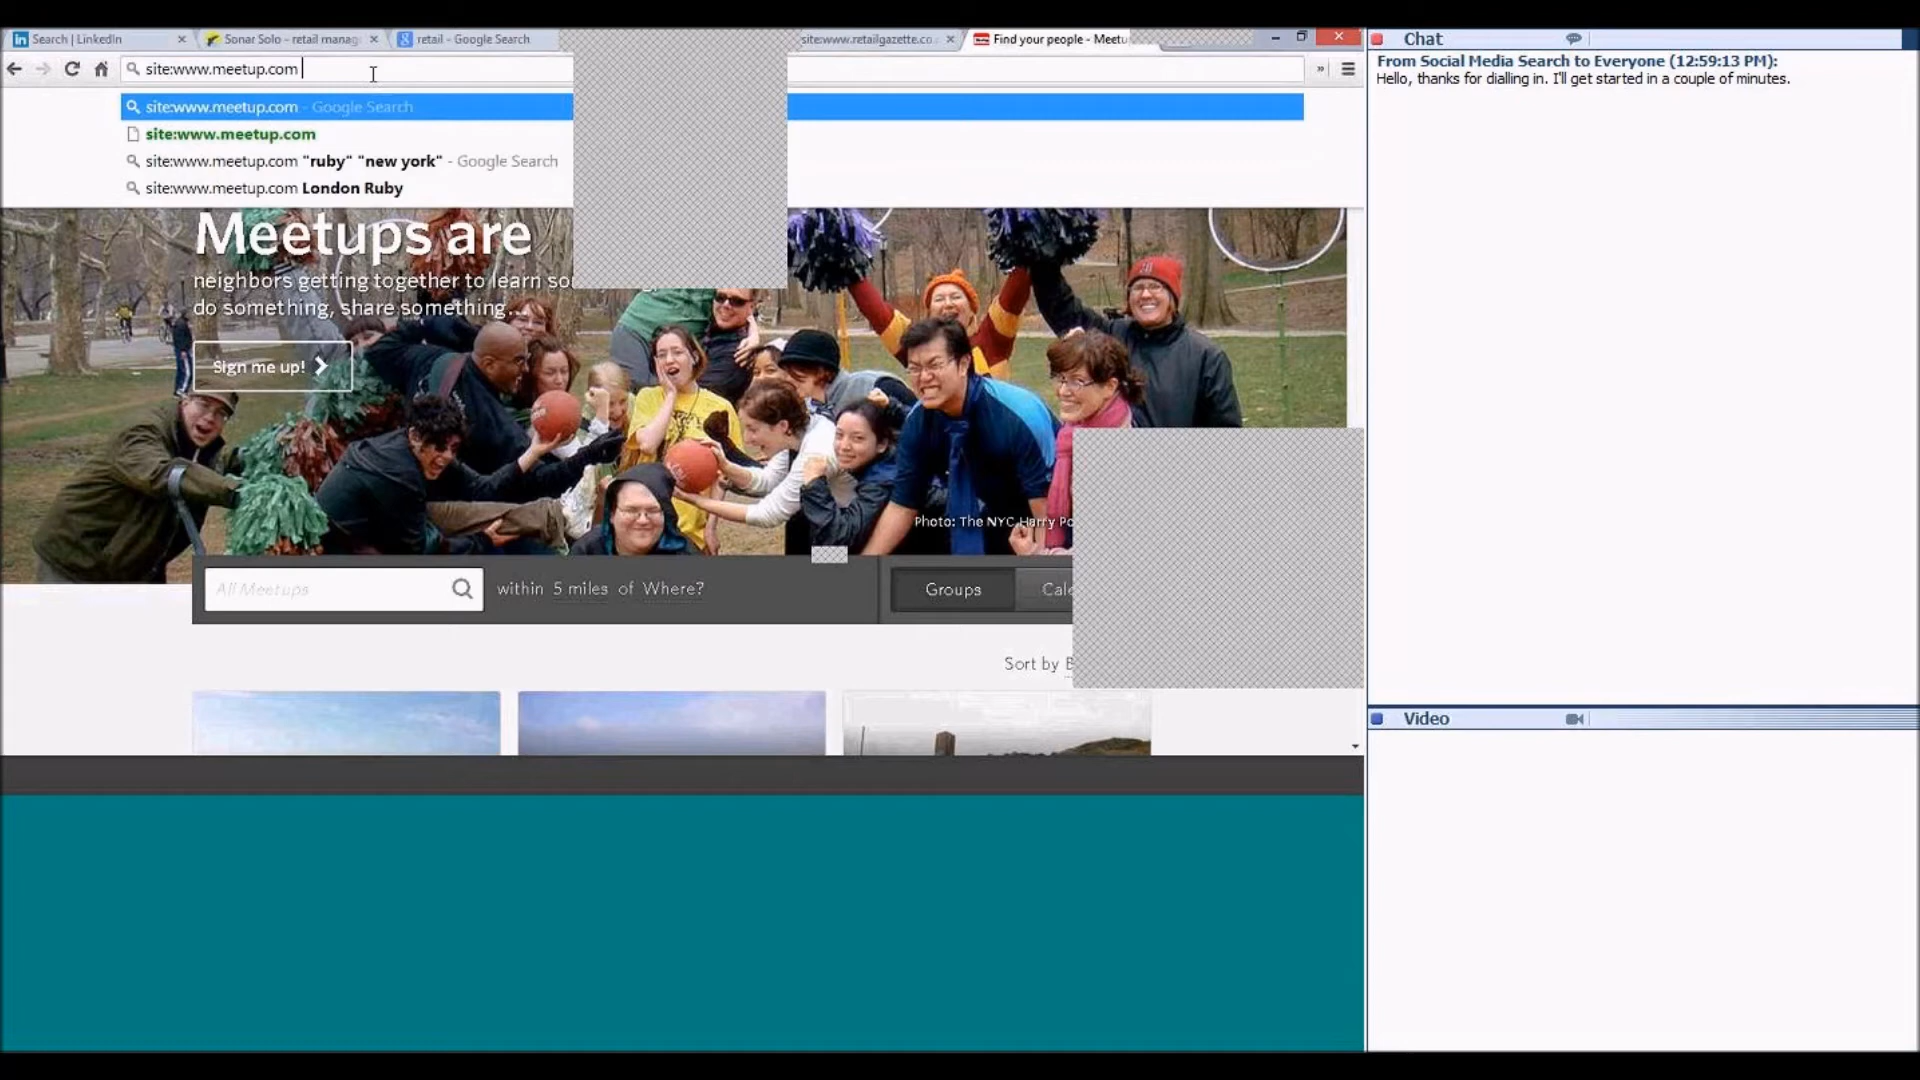 Search | LinkedIn
Sonar Solo - retail manag
retail - Google Search
site:www.retailgazette.co.
Find your people - Meetu
site:www.meetup.com
site:www.meetup.com - Google Search
site:www.meetup.com
site:www.meetup.com "ruby" "new york" - Google Search
site:www.meetup.com London Ruby
Meetups are
neighbors getting together to learn so
do something, share something...
Sign me up!
Photo: The NYC Harry Po
All Meetups
within 5 miles of Where?
Groups
Cale
Sort by B
Chat
From Social Media Search to Everyone (12:59:13 PM):
Hello, thanks for dialling in. I'll get started in a couple of minutes.
Video